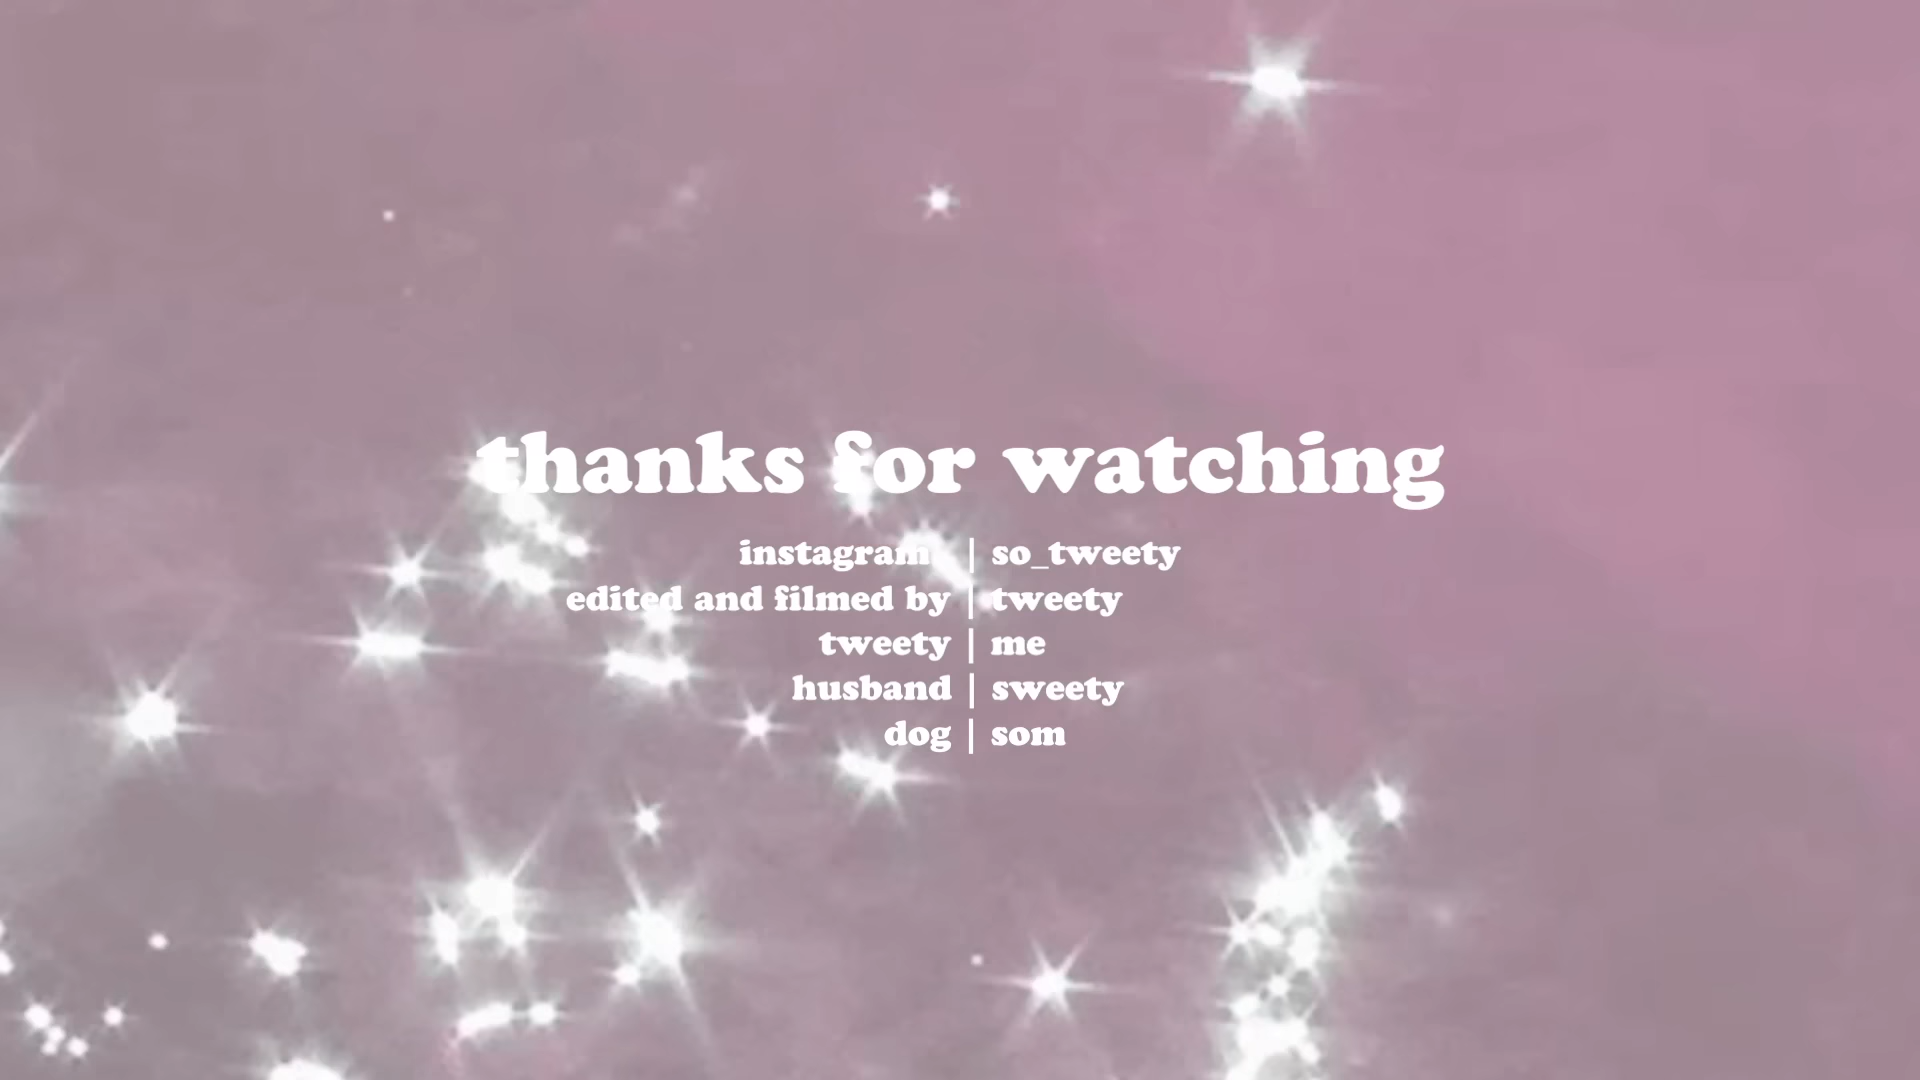 thanks for watching
instagram | so_tweety
edited and filmed by | tweety
tweety | me
husband | sweety
dog | som